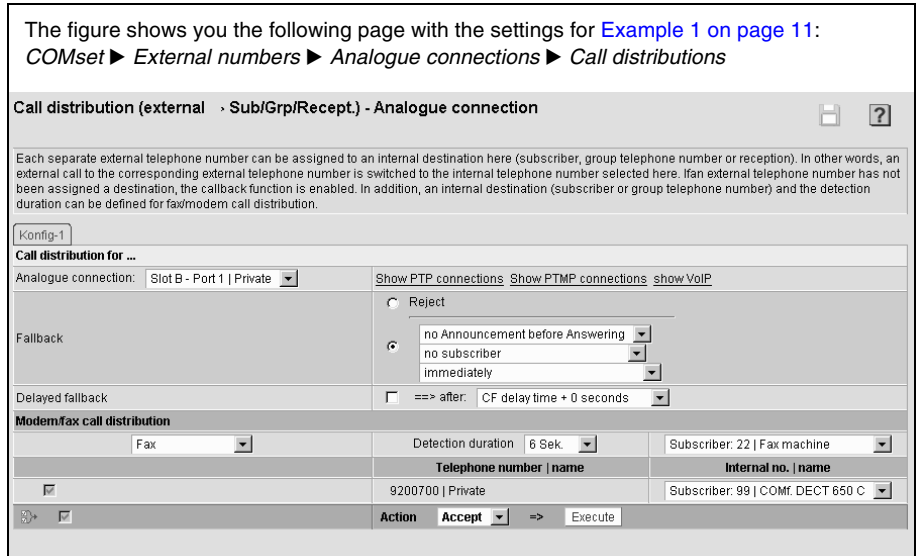 The figure shows you the following page with the settings for Example 1 on page 11:
COMset ▶ External numbers ▶ Analogue connections ▶ Call distributions
Call distribution (external › Sub/Grp/Recept.) - Analogue connection
?
Each separate external telephone number can be assigned to an internal destination here (subscriber, group telephone number or reception). In other words, an
external call to the corresponding external telephone number is switched to the internal telephone number selected here. Ifan external telephone number has not
been assigned a destination, the callback function is enabled. In addition, an internal destination (subscriber or group telephone number) and the detection
duration can be defined for fax/modem call distribution.
Konfig-1
Call distribution for ...
Analogue connection: Slot B - Port 1 | Private Show PTP connections Show PTMP connections show VoIP
Reject
Fallback
no Announcement before Answering
no subscriber
immediately
Delayed fallback ==> after: CF delay time + 0 seconds
Modem/fax call distribution
Fax Detection duration 6 Sek. Subscriber: 22 | Fax machine
Telephone number | name Internal no. | name
9200700 | Private Subscriber: 99 | COMf. DECT 650 C
Action Accept => Execute